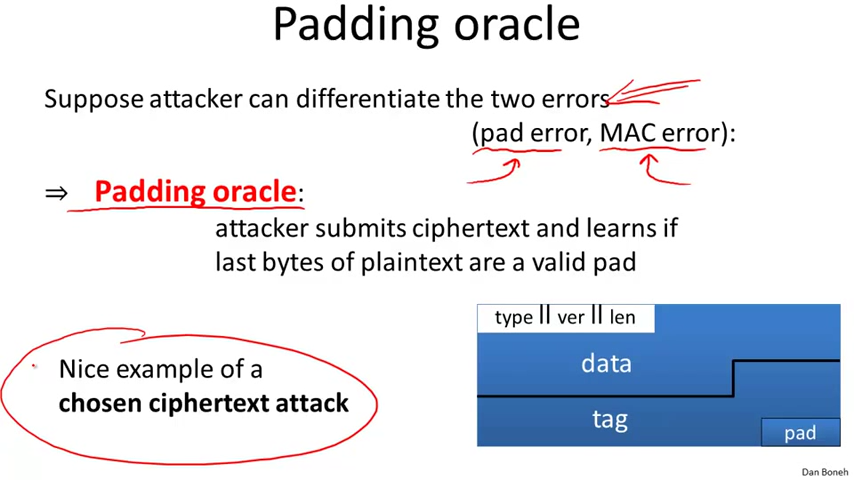 Padding oracle
Suppose attacker can differentiate the two errors
(pad error, MAC error):
⇒ Padding oracle:
attacker submits ciphertext and learns if
last bytes of plaintext are a valid pad
type ll ver ll len
data
tag
pad
Nice example of a
chosen ciphertext attack
Dan Boneh